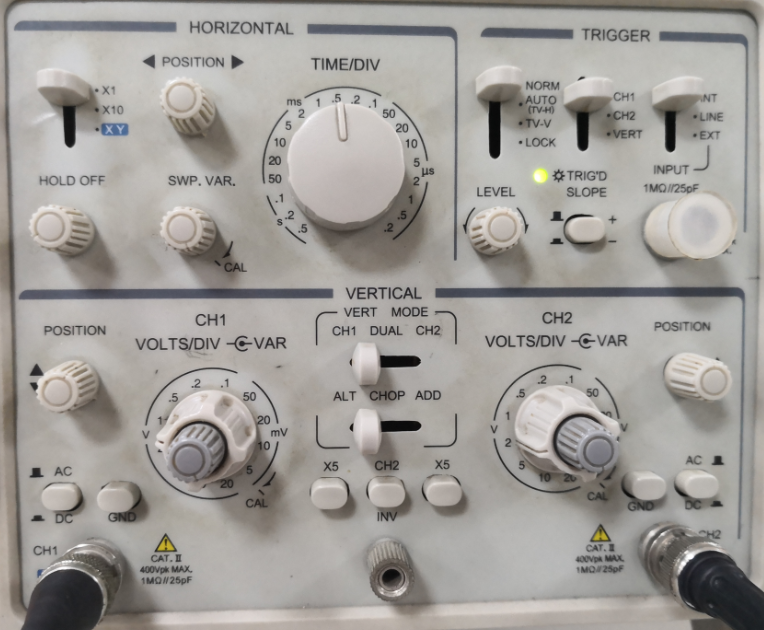 HORIZONTAL
TRIGGER
◀ POSITION ▶
TIME/DIV
X1
X10
X Y
ms
2
1
.5
.2
.1
50
20
10
5
μs
2
1
.5
.2
5
10
20
50
.1
s
.2
.5
NORM
AUTO
(TV-H)
TV-V
LOCK
CH1
CH2
VERT
INT
LINE
EXT
HOLD OFF
SWP. VAR.
CAL
LEVEL
TRIG'D
SLOPE
+
−
INPUT
1MΩ//25pF
VERTICAL
POSITION
CH1
VOLTS/DIV VAR
VERT MODE
CH1 DUAL CH2
ALT CHOP ADD
CH2
VOLTS/DIV VAR
POSITION
.5
.2
.1
50
20
mV
10
1
V
5
20
CAL
.5
.2
.1
50
20
1
V
2
5
10
20
CAL
X5
CH2
X5
INV
AC
DC
GND
GND
AC
DC
CH1
CAT. II
400Vpk MAX.
1MΩ//25pF
CAT. II
400Vpk MAX.
1MΩ//25pF
CH2